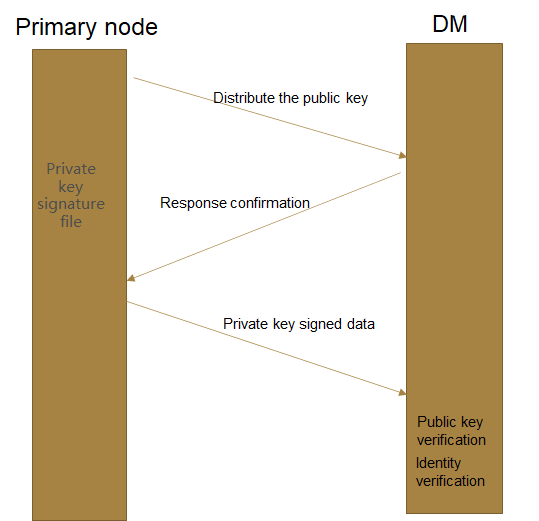 Primary node
DM
Distribute the public key
Private
key
signature
file
Response confirmation
Private key signed data
Public key
verification
Identity
verification